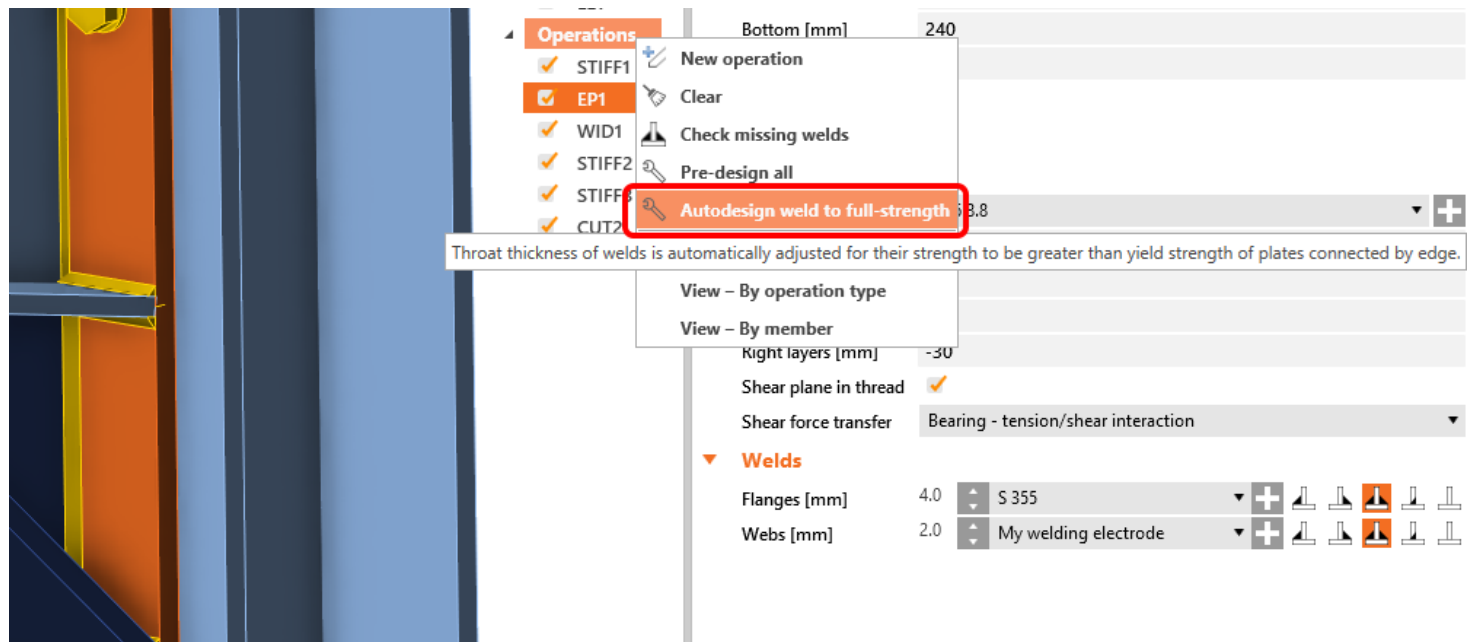 Bottom [mm] 240
Operations
STIFF1
EP1
WID1
STIFF2
STIFF3
CUT2
New operation
Clear
Check missing welds
Pre-design all
Autodesign weld to full-strength
8.8
Throat thickness of welds is automatically adjusted for their strength to be greater than yield strength of plates connected by edge.
View – By operation type
View – By member
Right layers [mm] -30
Shear plane in thread
Shear force transfer Bearing - tension/shear interaction
Welds
Flanges [mm] 4.0 S 355
Webs [mm] 2.0 My welding electrode